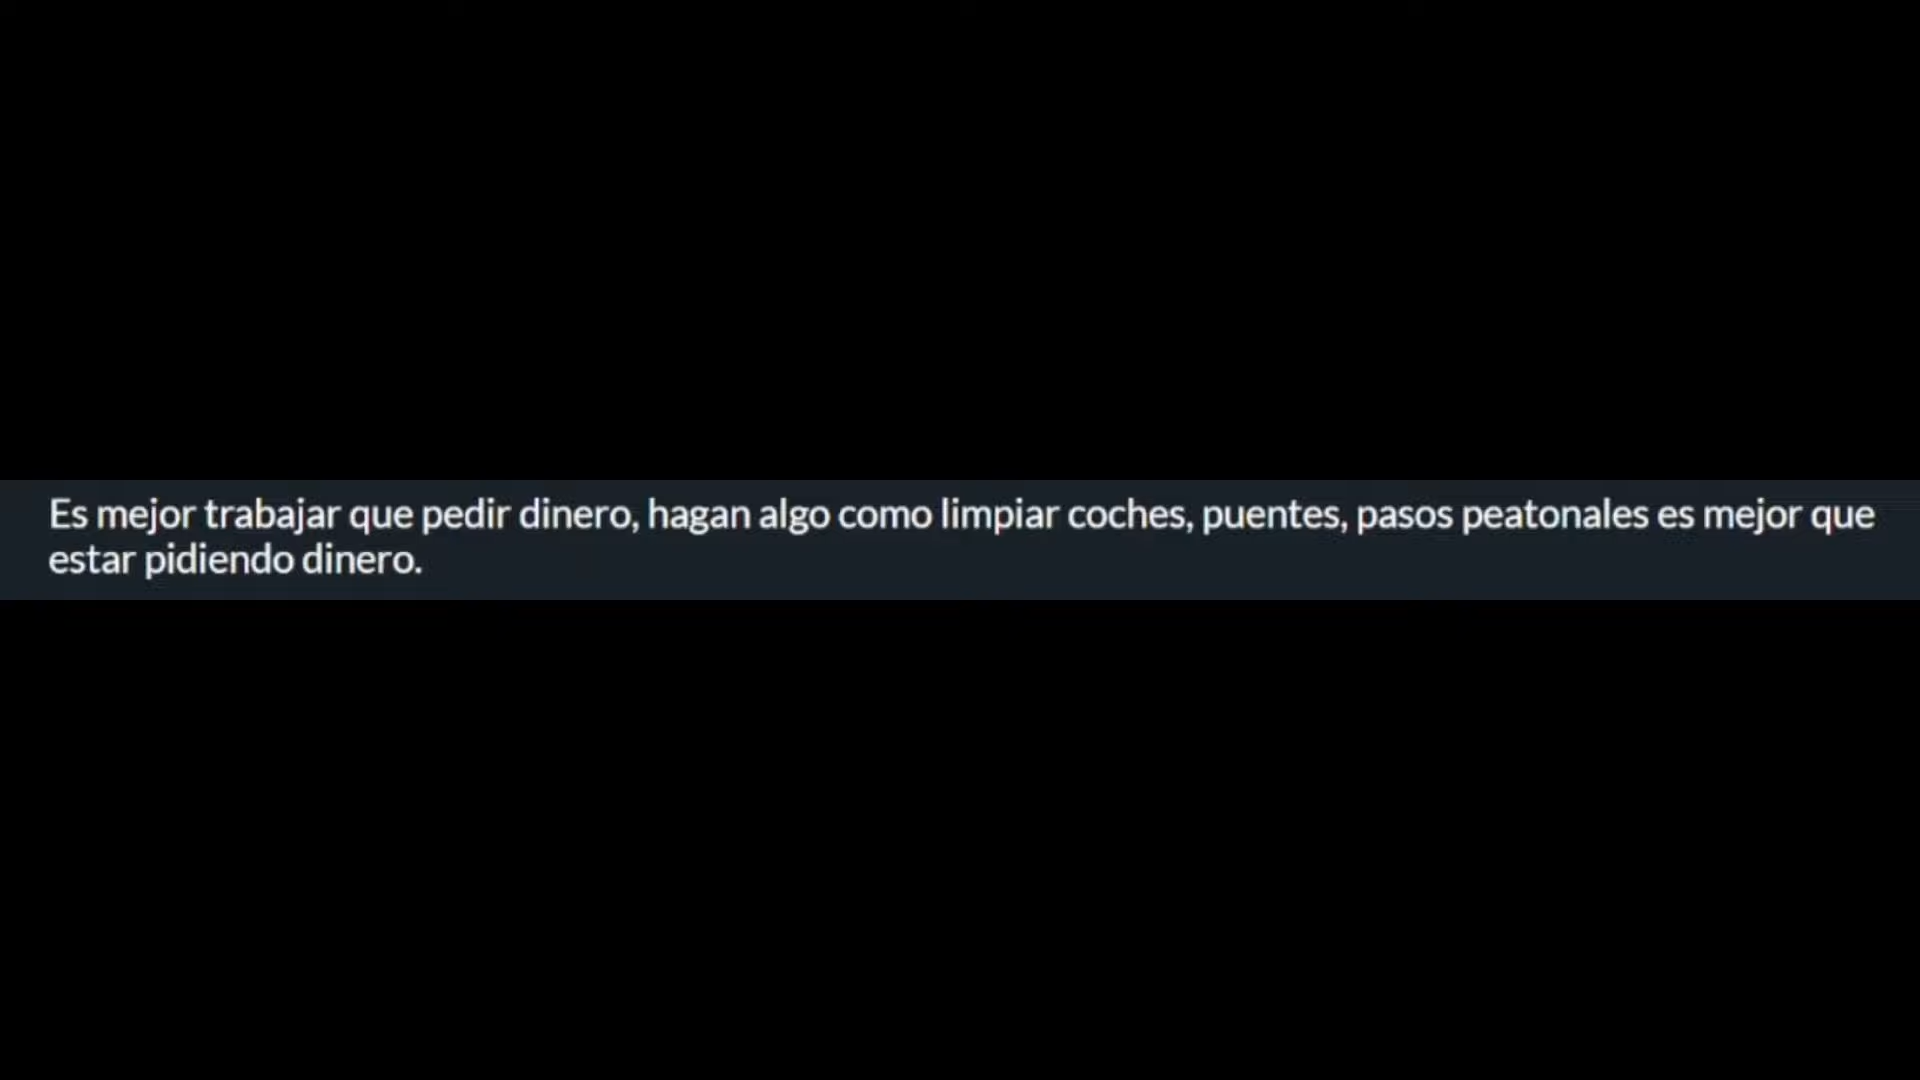 Es mejor trabajar que pedir dinero, hagan algo como limpiar coches, puentes, pasos peatonales es mejor que
estar pidiendo dinero.